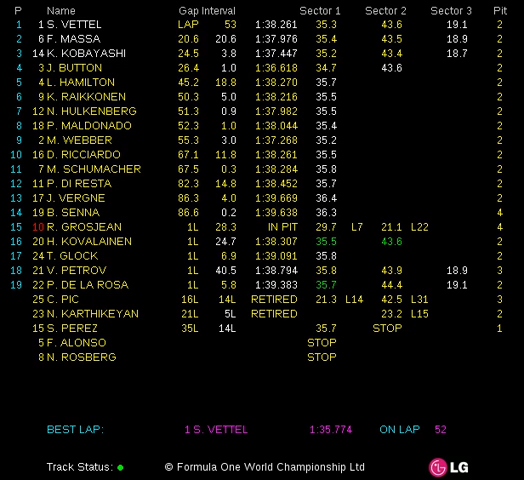 P Name Gap Interval Sector 1 Sector 2 Sector 3 Pit
1 1 S. VETTEL LAP 53 1:38.261 35.3 43.6 19.1 2
2 6 F. MASSA 20.6 20.6 1:37.976 35.4 43.5 18.9 2
3 14 K. KOBAYASHI 24.5 3.8 1:37.447 35.2 43.4 18.7 2
4 3 J. BUTTON 26.4 1.0 1:36.618 34.7 43.6 2
5 4 L. HAMILTON 45.2 18.8 1:38.270 35.7 2
6 9 K. RAIKKONEN 50.3 5.0 1:38.216 35.5 2
7 12 N. HULKENBERG 51.3 0.9 1:37.982 35.5 2
8 18 P. MALDONADO 52.3 1.0 1:38.044 35.4 2
9 2 M. WEBBER 55.3 3.0 1:37.268 35.2 2
10 16 D. RICCIARDO 67.1 11.8 1:38.261 35.5 2
11 7 M. SCHUMACHER 67.5 0.3 1:38.284 35.8 2
12 11 P. DI RESTA 82.3 14.8 1:38.452 35.7 2
13 17 J. VERGNE 86.3 4.0 1:39.669 36.4 2
14 19 B. SENNA 86.6 0.2 1:39.638 36.3 4
15 10 R. GROSJEAN 1L 28.3 IN PIT 29.7 L7 21.1 L22 4
16 20 H. KOVALAINEN 1L 24.7 1:38.307 35.5 43.6 2
17 24 T. GLOCK 1L 6.9 1:39.091 35.8 2
18 21 V. PETROV 1L 40.5 1:38.794 35.8 43.9 18.9 3
19 22 P. DE LA ROSA 1L 5.8 1:39.383 35.7 44.4 19.1 2
25 C. PIC 16L 14L RETIRED 21.3 L14 42.5 L31 3
23 N. KARTHIKEYAN 21L 5L RETIRED 23.2 L15 2
15 S. PEREZ 35L 14L 35.7 STOP 1
5 F. ALONSO STOP
8 N. ROSBERG STOP
BEST LAP: 1 S. VETTEL 1:35.774 ON LAP 52
Track Status: © Formula One World Championship Ltd LG